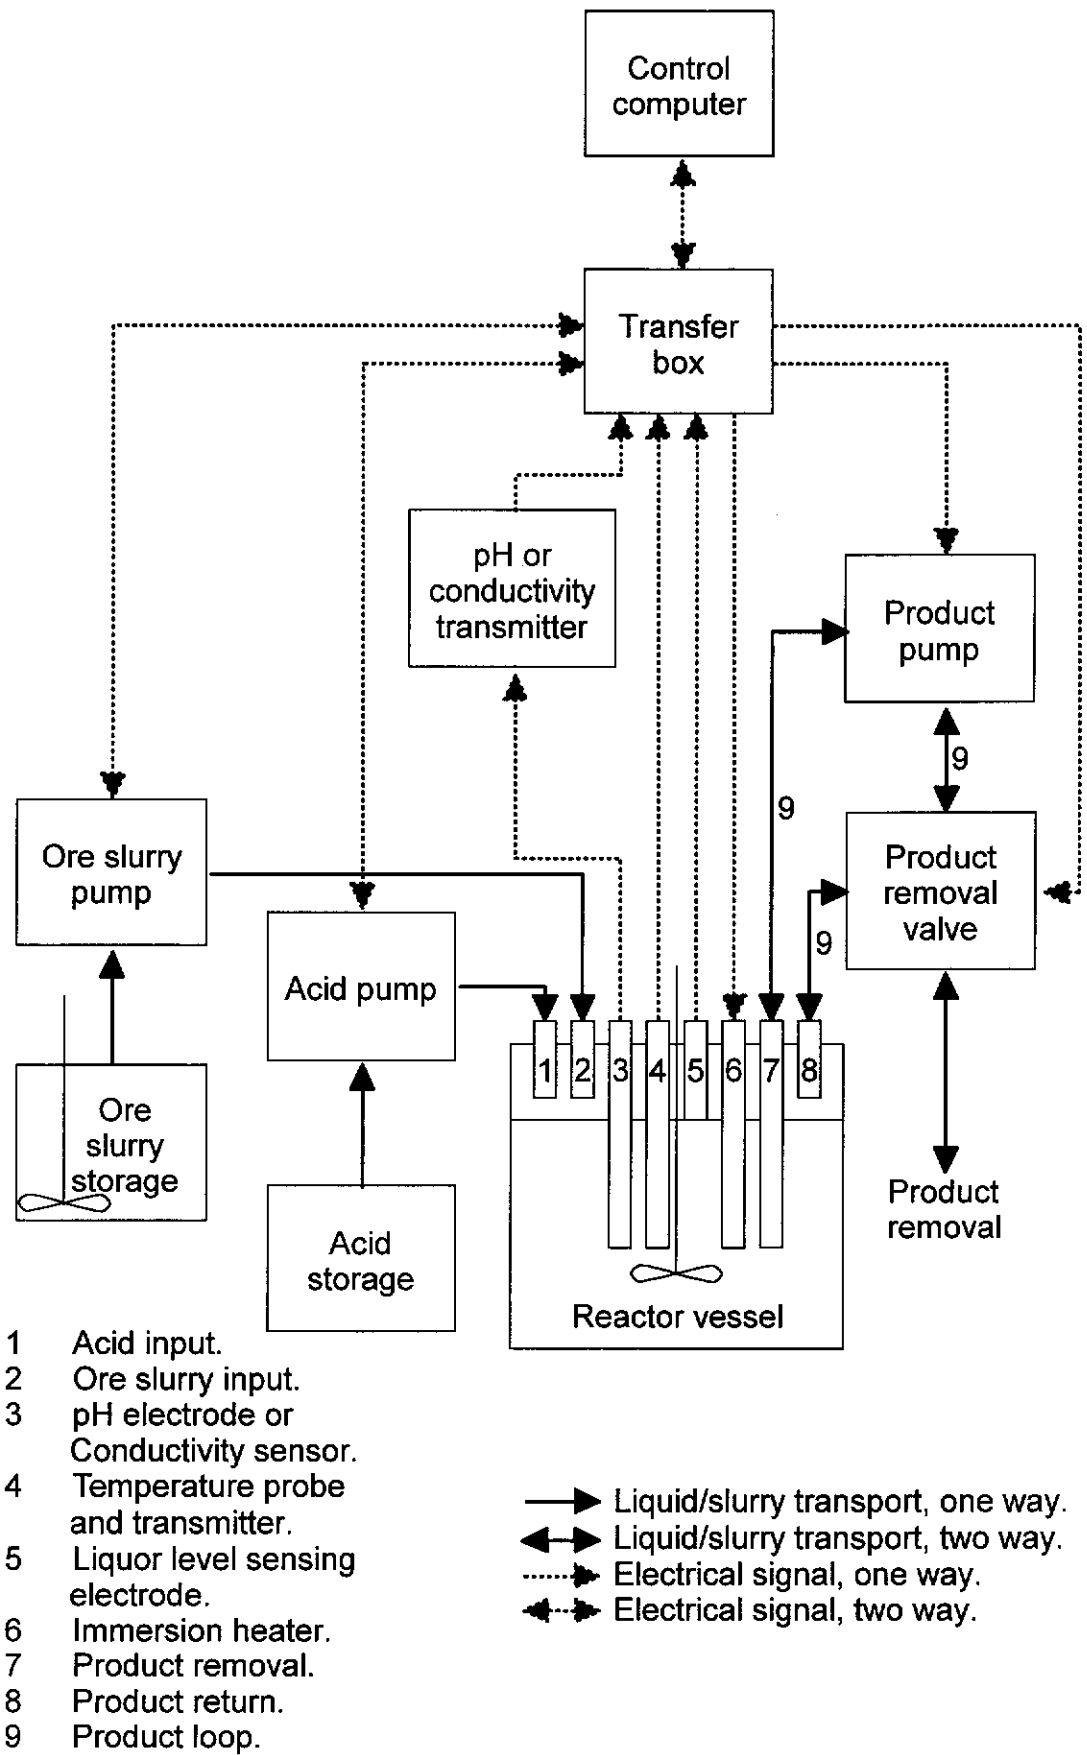 Control
computer
Transfer
box
pH or
conductivity
transmitter
Product
pump
9
9
Ore slurry
pump
Product
removal
valve
9
Acid pump
1 2 3 4 5 6 7 8
Ore
slurry
storage
Product
removal
Acid
storage
Reactor vessel
1 Acid input.
2 Ore slurry input.
3 pH electrode or
Conductivity sensor.
4 Temperature probe
and transmitter.
5 Liquor level sensing
electrode.
6 Immersion heater.
7 Product removal.
8 Product return.
9 Product loop.
Liquid/slurry transport, one way.
Liquid/slurry transport, two way.
Electrical signal, one way.
Electrical signal, two way.